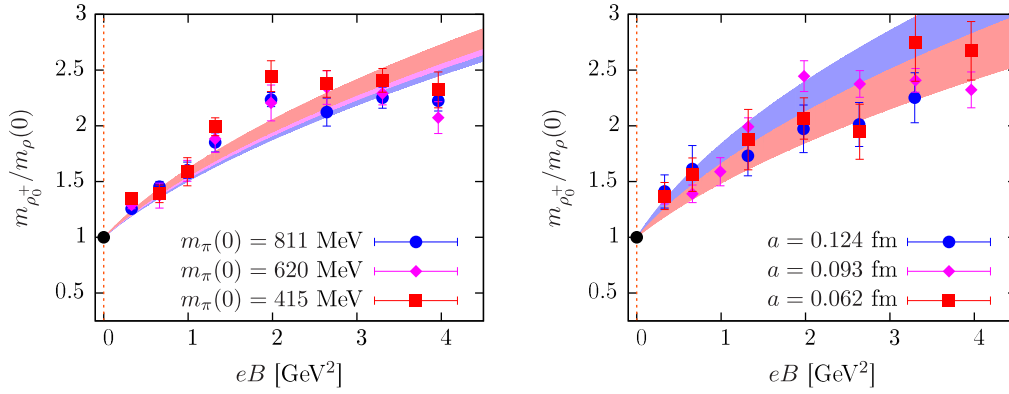 3
2.5
2
1.5
1
0.5
0 1 2 3 4
eB [GeV²]
m_{ρ₀⁺}/m_ρ(0)
m_π(0) = 811 MeV
m_π(0) = 620 MeV
m_π(0) = 415 MeV
3
2.5
2
1.5
1
0.5
0 1 2 3 4
eB [GeV²]
m_{ρ₀⁺}/m_ρ(0)
a = 0.124 fm
a = 0.093 fm
a = 0.062 fm